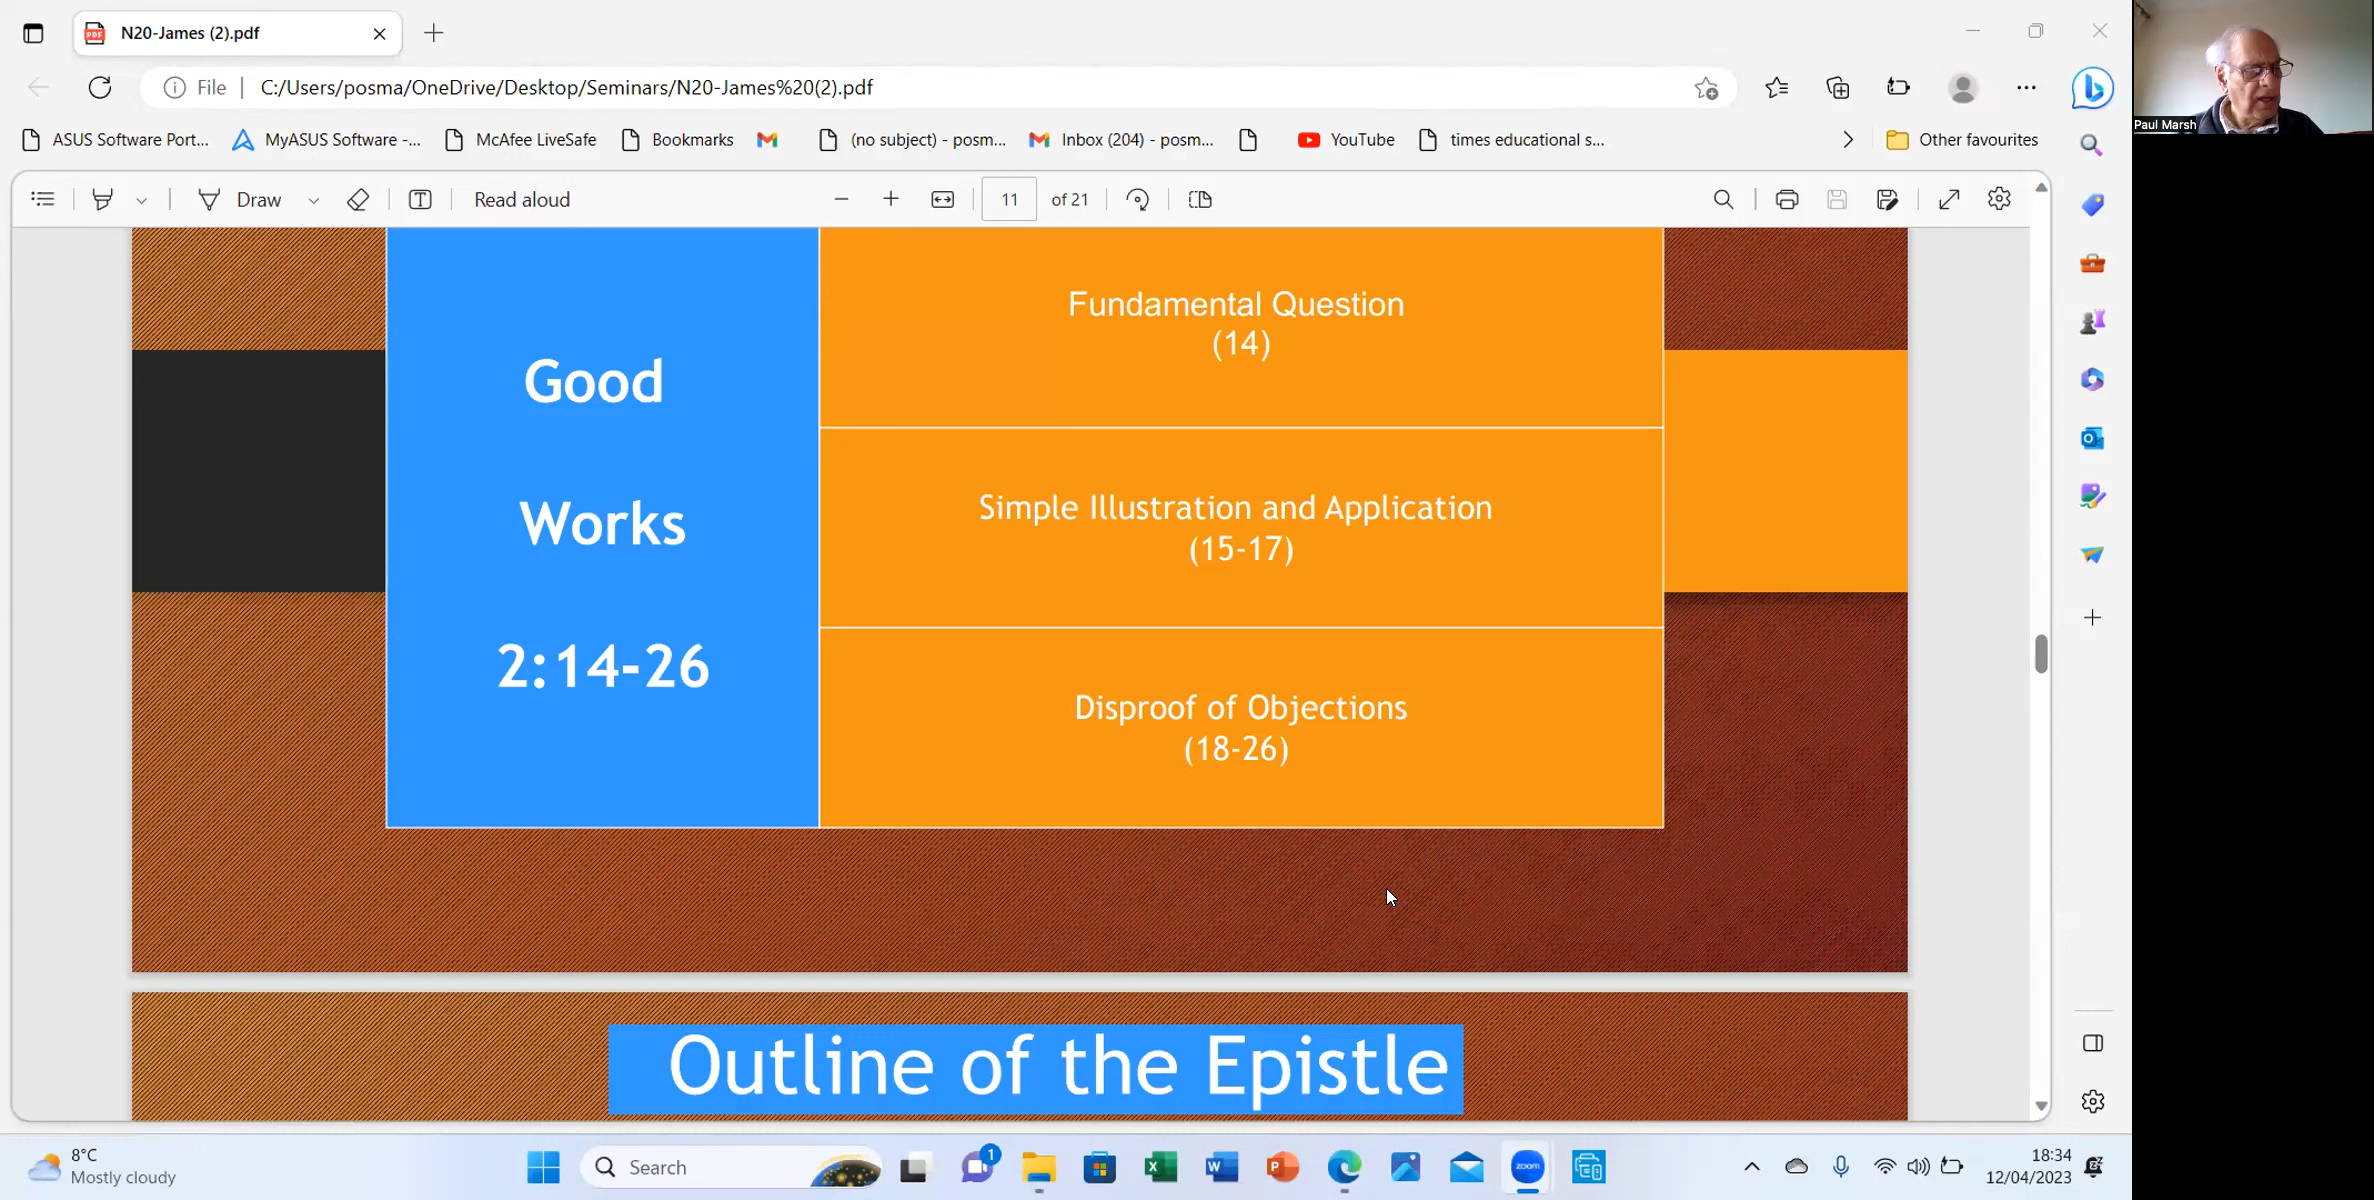 N20-James (2).pdf
File
C:/Users/posma/OneDrive/Desktop/Seminars/N20-James%20(2).pdf
ASUS Software Port...
MyASUS Software -...
McAfee LiveSafe
Bookmarks
(no subject) - posm...
Inbox (204) - posm...
YouTube
times educational s...
Other favourites
Draw
Read aloud
11
of 21
Paul Marsh
Good
Works
2:14-26
Fundamental Question
(14)
Simple Illustration and Application
(15-17)
Disproof of Objections
(18-26)
Outline of the Epistle
8°C
Mostly cloudy
Search
1
zoom
18:34
12/04/2023